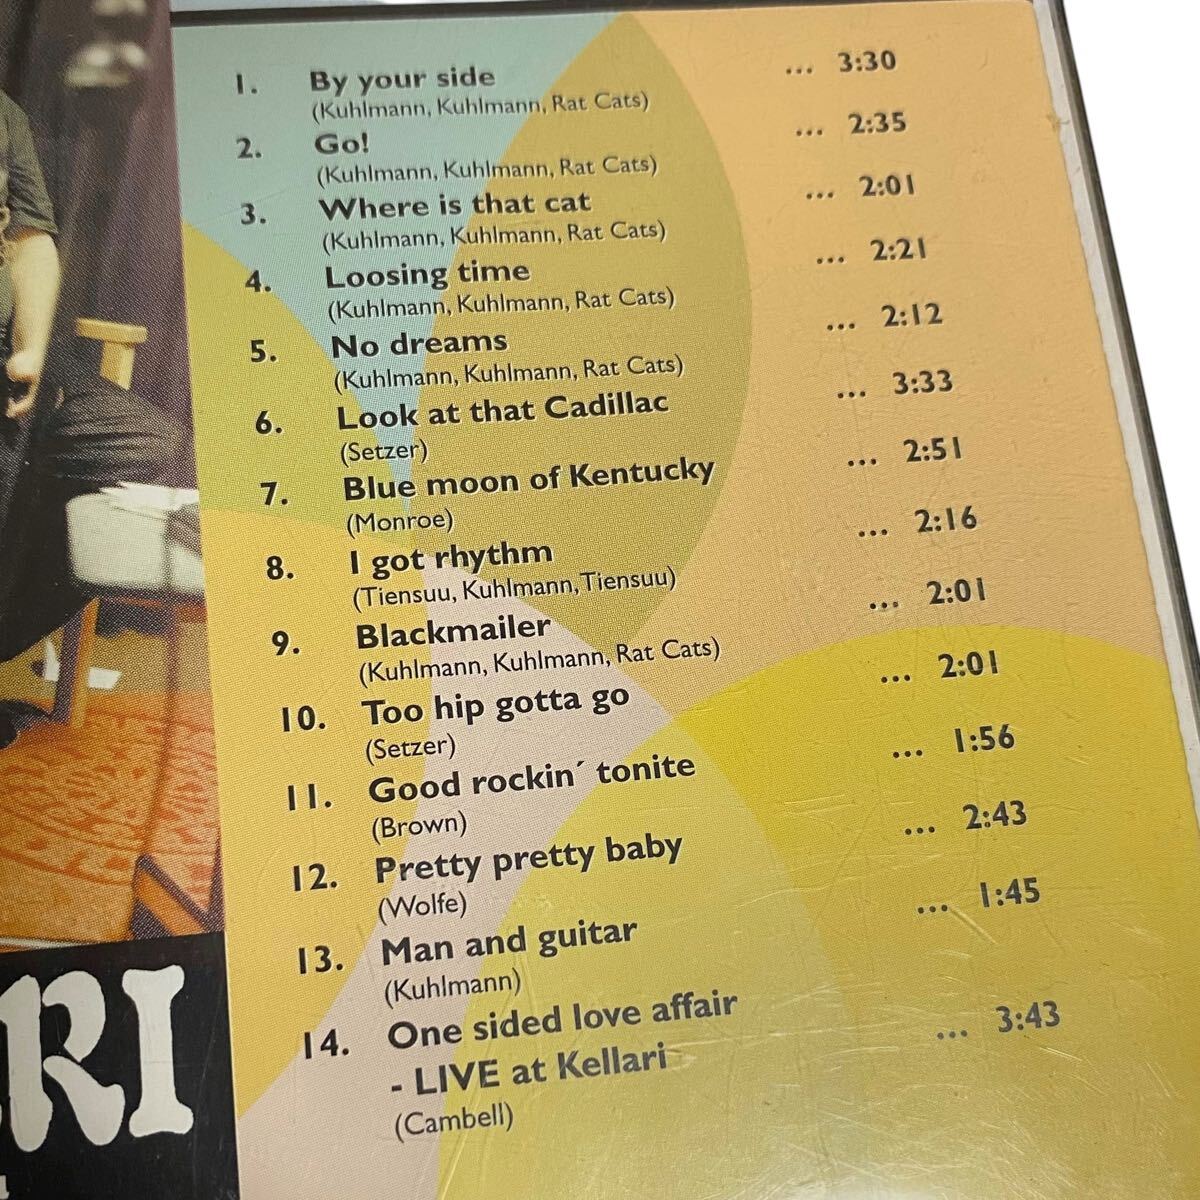 1. By your side ... 3:30
(Kuhlmann, Kuhlmann, Rat Cats)
2. Go! ... 2:35
(Kuhlmann, Kuhlmann, Rat Cats)
3. Where is that cat ... 2:01
(Kuhlmann, Kuhlmann, Rat Cats)
4. Loosing time ... 2:21
(Kuhlmann, Kuhlmann, Rat Cats)
5. No dreams ... 2:12
(Kuhlmann, Kuhlmann, Rat Cats)
6. Look at that Cadillac ... 3:33
(Setzer)
7. Blue moon of Kentucky ... 2:51
(Monroe)
8. I got rhythm ... 2:16
(Tiensuu, Kuhlmann, Tiensuu)
9. Blackmailer ... 2:01
(Kuhlmann, Kuhlmann, Rat Cats)
10. Too hip gotta go ... 2:01
(Setzer)
11. Good rockin´ tonite ... 1:56
(Brown)
12. Pretty pretty baby ... 2:43
(Wolfe)
13. Man and guitar ... 1:45
(Kuhlmann)
14. One sided love affair ... 3:43
- LIVE at Kellari
(Cambell)
RI